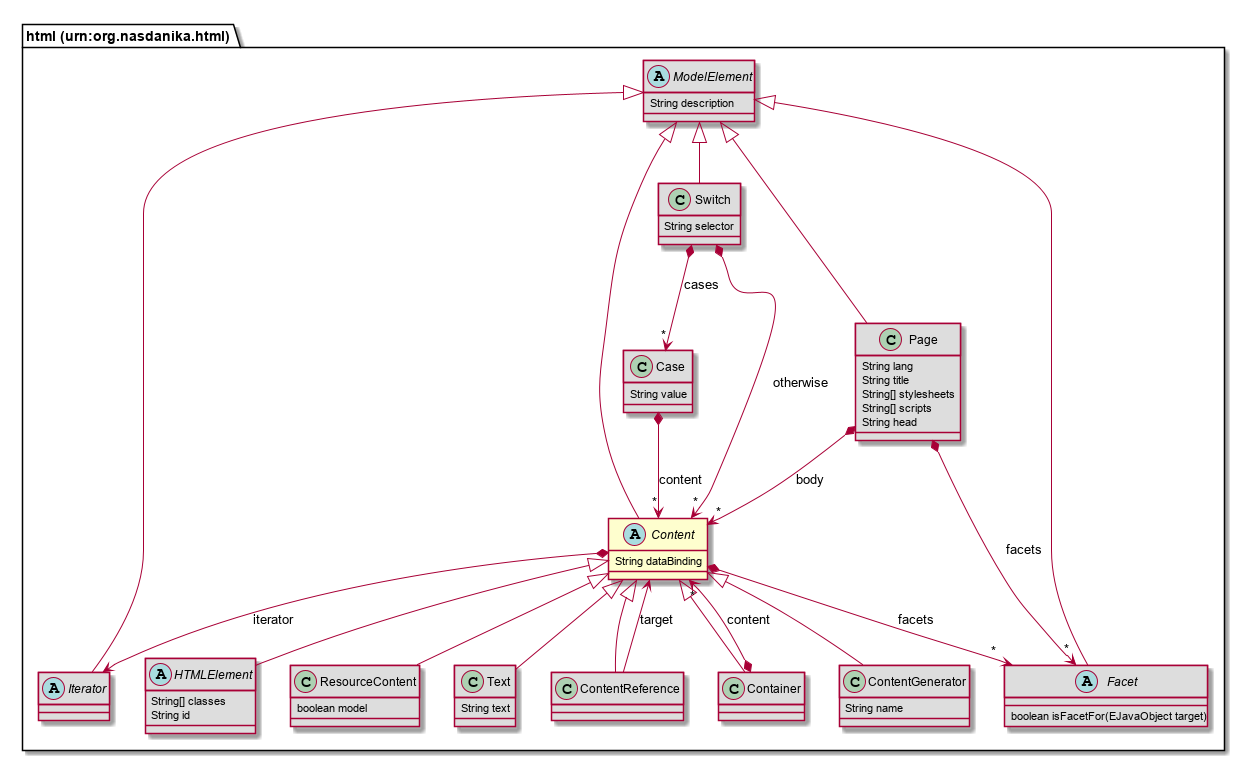 html (urn:org.nasdanika.html)
A ModelElement
String description
C Switch
String selector
cases
*
C Case
String value
otherwise
C Page
String lang
String title
String[] stylesheets
String[] scripts
String head
content
*
*
body
*
A Content
String dataBinding
facets
*
iterator
target
*
content
facets
*
A Iterator
A HTMLElement
String[] classes
String id
C ResourceContent
boolean model
C Text
String text
C ContentReference
C Container
C ContentGenerator
String name
A Facet
boolean isFacetFor(EJavaObject target)